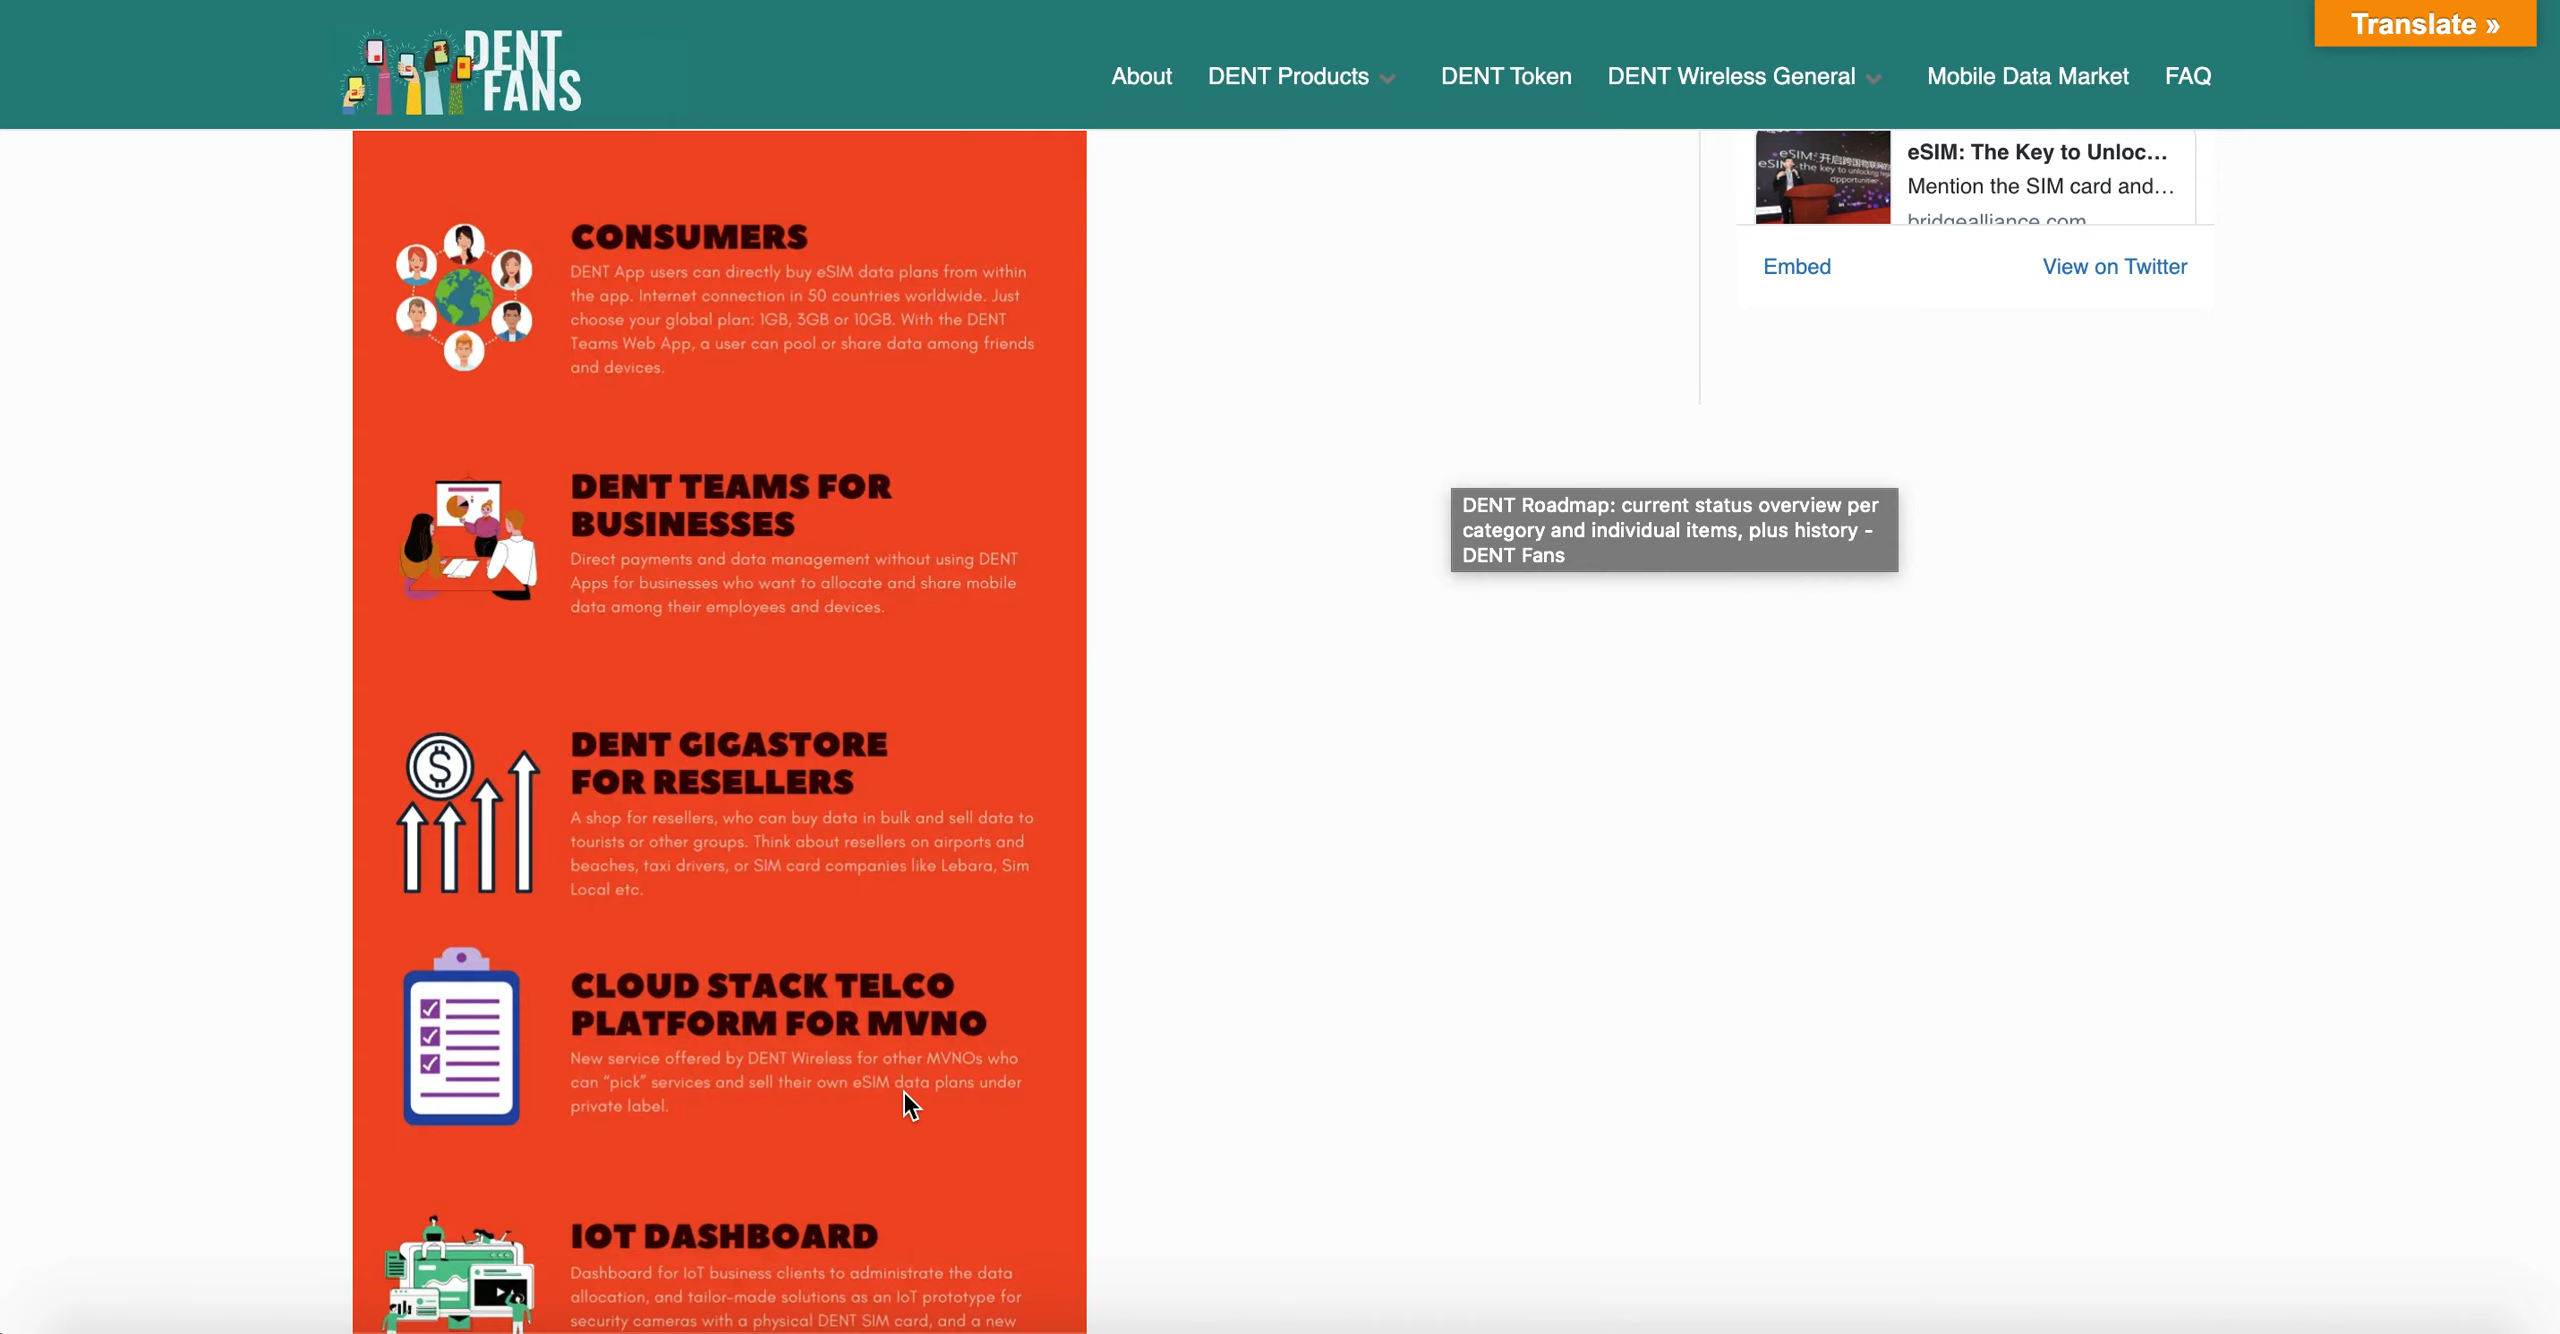 Translate »
DENT
FANS
About
DENT Products
DENT Token
DENT Wireless General
Mobile Data Market
FAQ
CONSUMERS
DENT App users can directly buy eSIM data plans from within
the app. Internet connection in 50 countries worldwide. Just
choose your global plan: 1GB, 3GB or 10GB. With the DENT
Teams Web App, a user can pool or share data among friends
and devices.
DENT TEAMS FOR
BUSINESSES
Direct payments and data management without using DENT
Apps for businesses who want to allocate and share mobile
data among their employees and devices.
DENT GIGASTORE
FOR RESELLERS
A shop for resellers, who can buy data in bulk and sell data to
tourists or other groups. Think about resellers on airports and
beaches, taxi drivers, or SIM card companies like Lebara, Sim
Local etc.
CLOUD STACK TELCO
PLATFORM FOR MVNO
New service offered by DENT Wireless for other MVNOs who
can “pick” services and sell their own eSIM data plans under
private label.
IOT DASHBOARD
Dashboard for IoT business clients to administrate the data
allocation, and tailor-made solutions as an IoT prototype for
security cameras with a physical DENT SIM card, and a new
eSIM: The Key to Unloc...
Mention the SIM card and...
bridgealliance.com
Embed
View on Twitter
DENT Roadmap: current status overview per
category and individual items, plus history -
DENT Fans